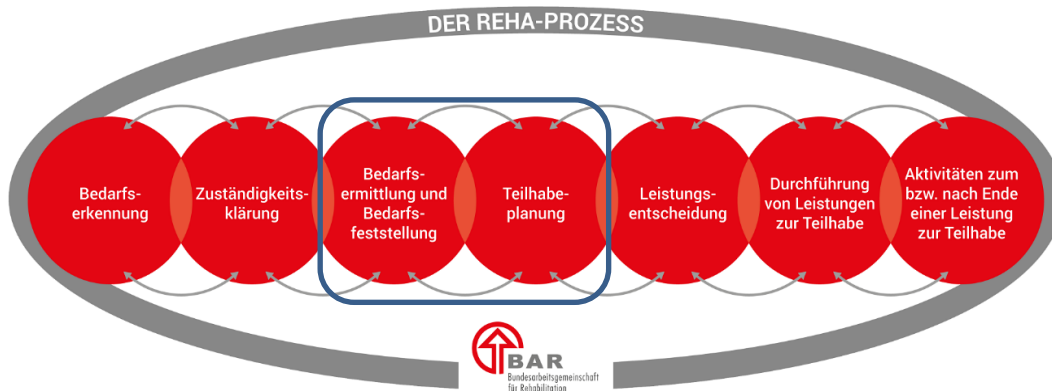 DER REHA-PROZESS
Bedarfs-
erkennung
Zuständigkeits-
klärung
Bedarfs-
ermittlung und
Bedarfs-
feststellung
Teilhabe-
planung
Leistungs-
entscheidung
Durchführung
von Leistungen
zur Teilhabe
Aktivitäten zum
bzw. nach Ende
einer Leistung
zur Teilhabe
BAR
Bundesarbeitsgemeinschaft
für Rehabilitation